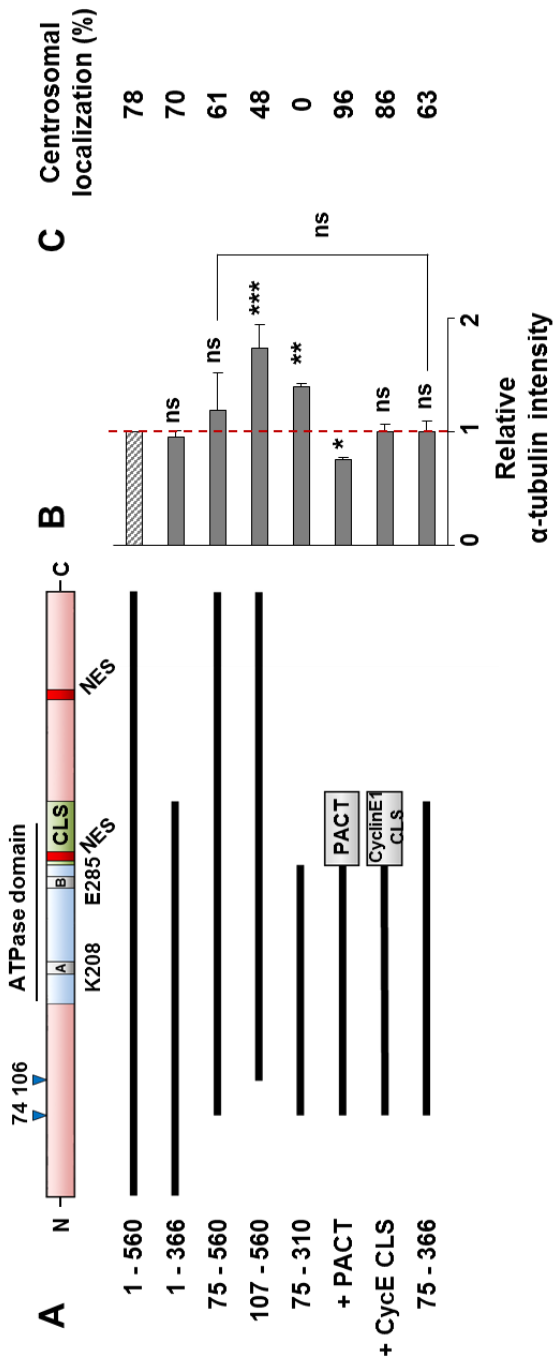 A
B
C
74 106
ATPase domain
N
A
B
CLS
C
K208
E285
NES
NES
Centrosomal
localization (%)
1 - 560
78
1 - 366
ns
70
75 - 560
ns
61
107 - 560
***
48
75 - 310
**
0
+ PACT
PACT
*
96
+ CycE CLS
CyclinE1
CLS
ns
86
75 - 366
ns
63
ns
0
1
2
Relative
α-tubulin intensity